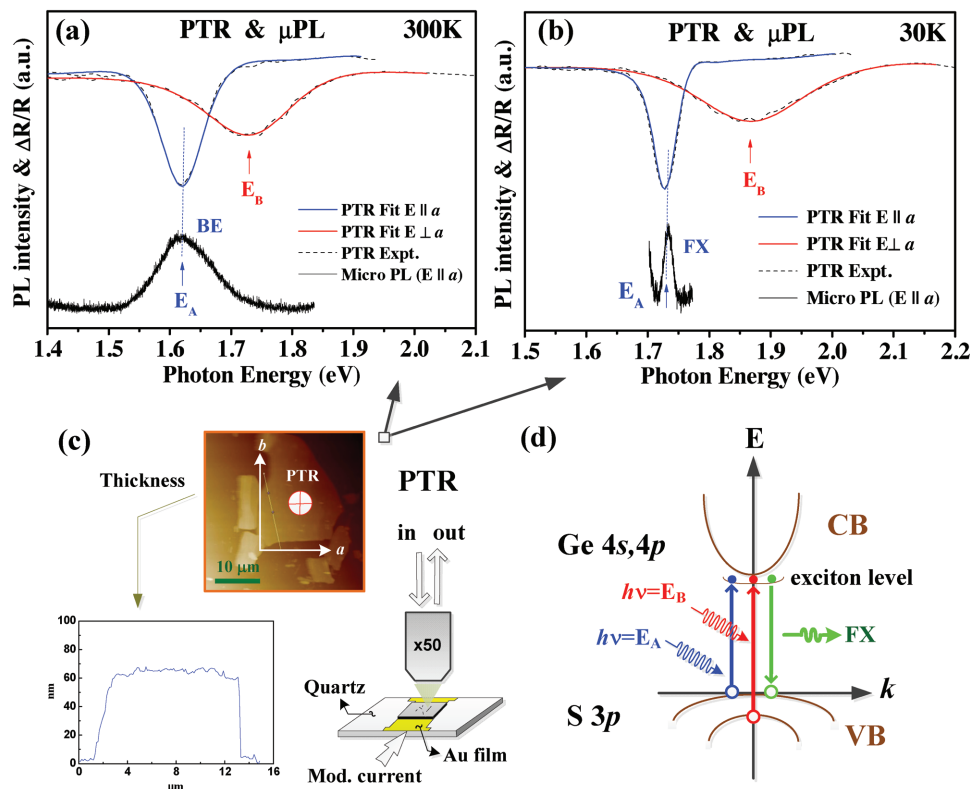 (a) PTR & μPL 300K
PL intensity & ΔR/R (a.u.)
E_B
BE
E_A
PTR Fit E || a
PTR Fit E ⊥ a
PTR Expt.
Micro PL (E || a)
1.4 1.5 1.6 1.7 1.8 1.9 2.0 2.1
Photon Energy (eV)
(b) PTR & μPL 30K
PL intensity & ΔR/R (a.u.)
E_B
FX
E_A
PTR Fit E || a
PTR Fit E⊥ a
PTR Expt.
Micro PL (E || a)
1.5 1.6 1.7 1.8 1.9 2.0 2.1 2.2
Photon Energy (eV)
(c)
Thickness
b
PTR
a
10 μm
PTR
in out
x50
Quartz
Au film
Mod. current
100
80
60
40
20
0
nm
0 4 8 12 16
μm
(d)
E
CB
Ge 4s,4p
exciton level
hν=E_B
hν=E_A
FX
k
S 3p
VB